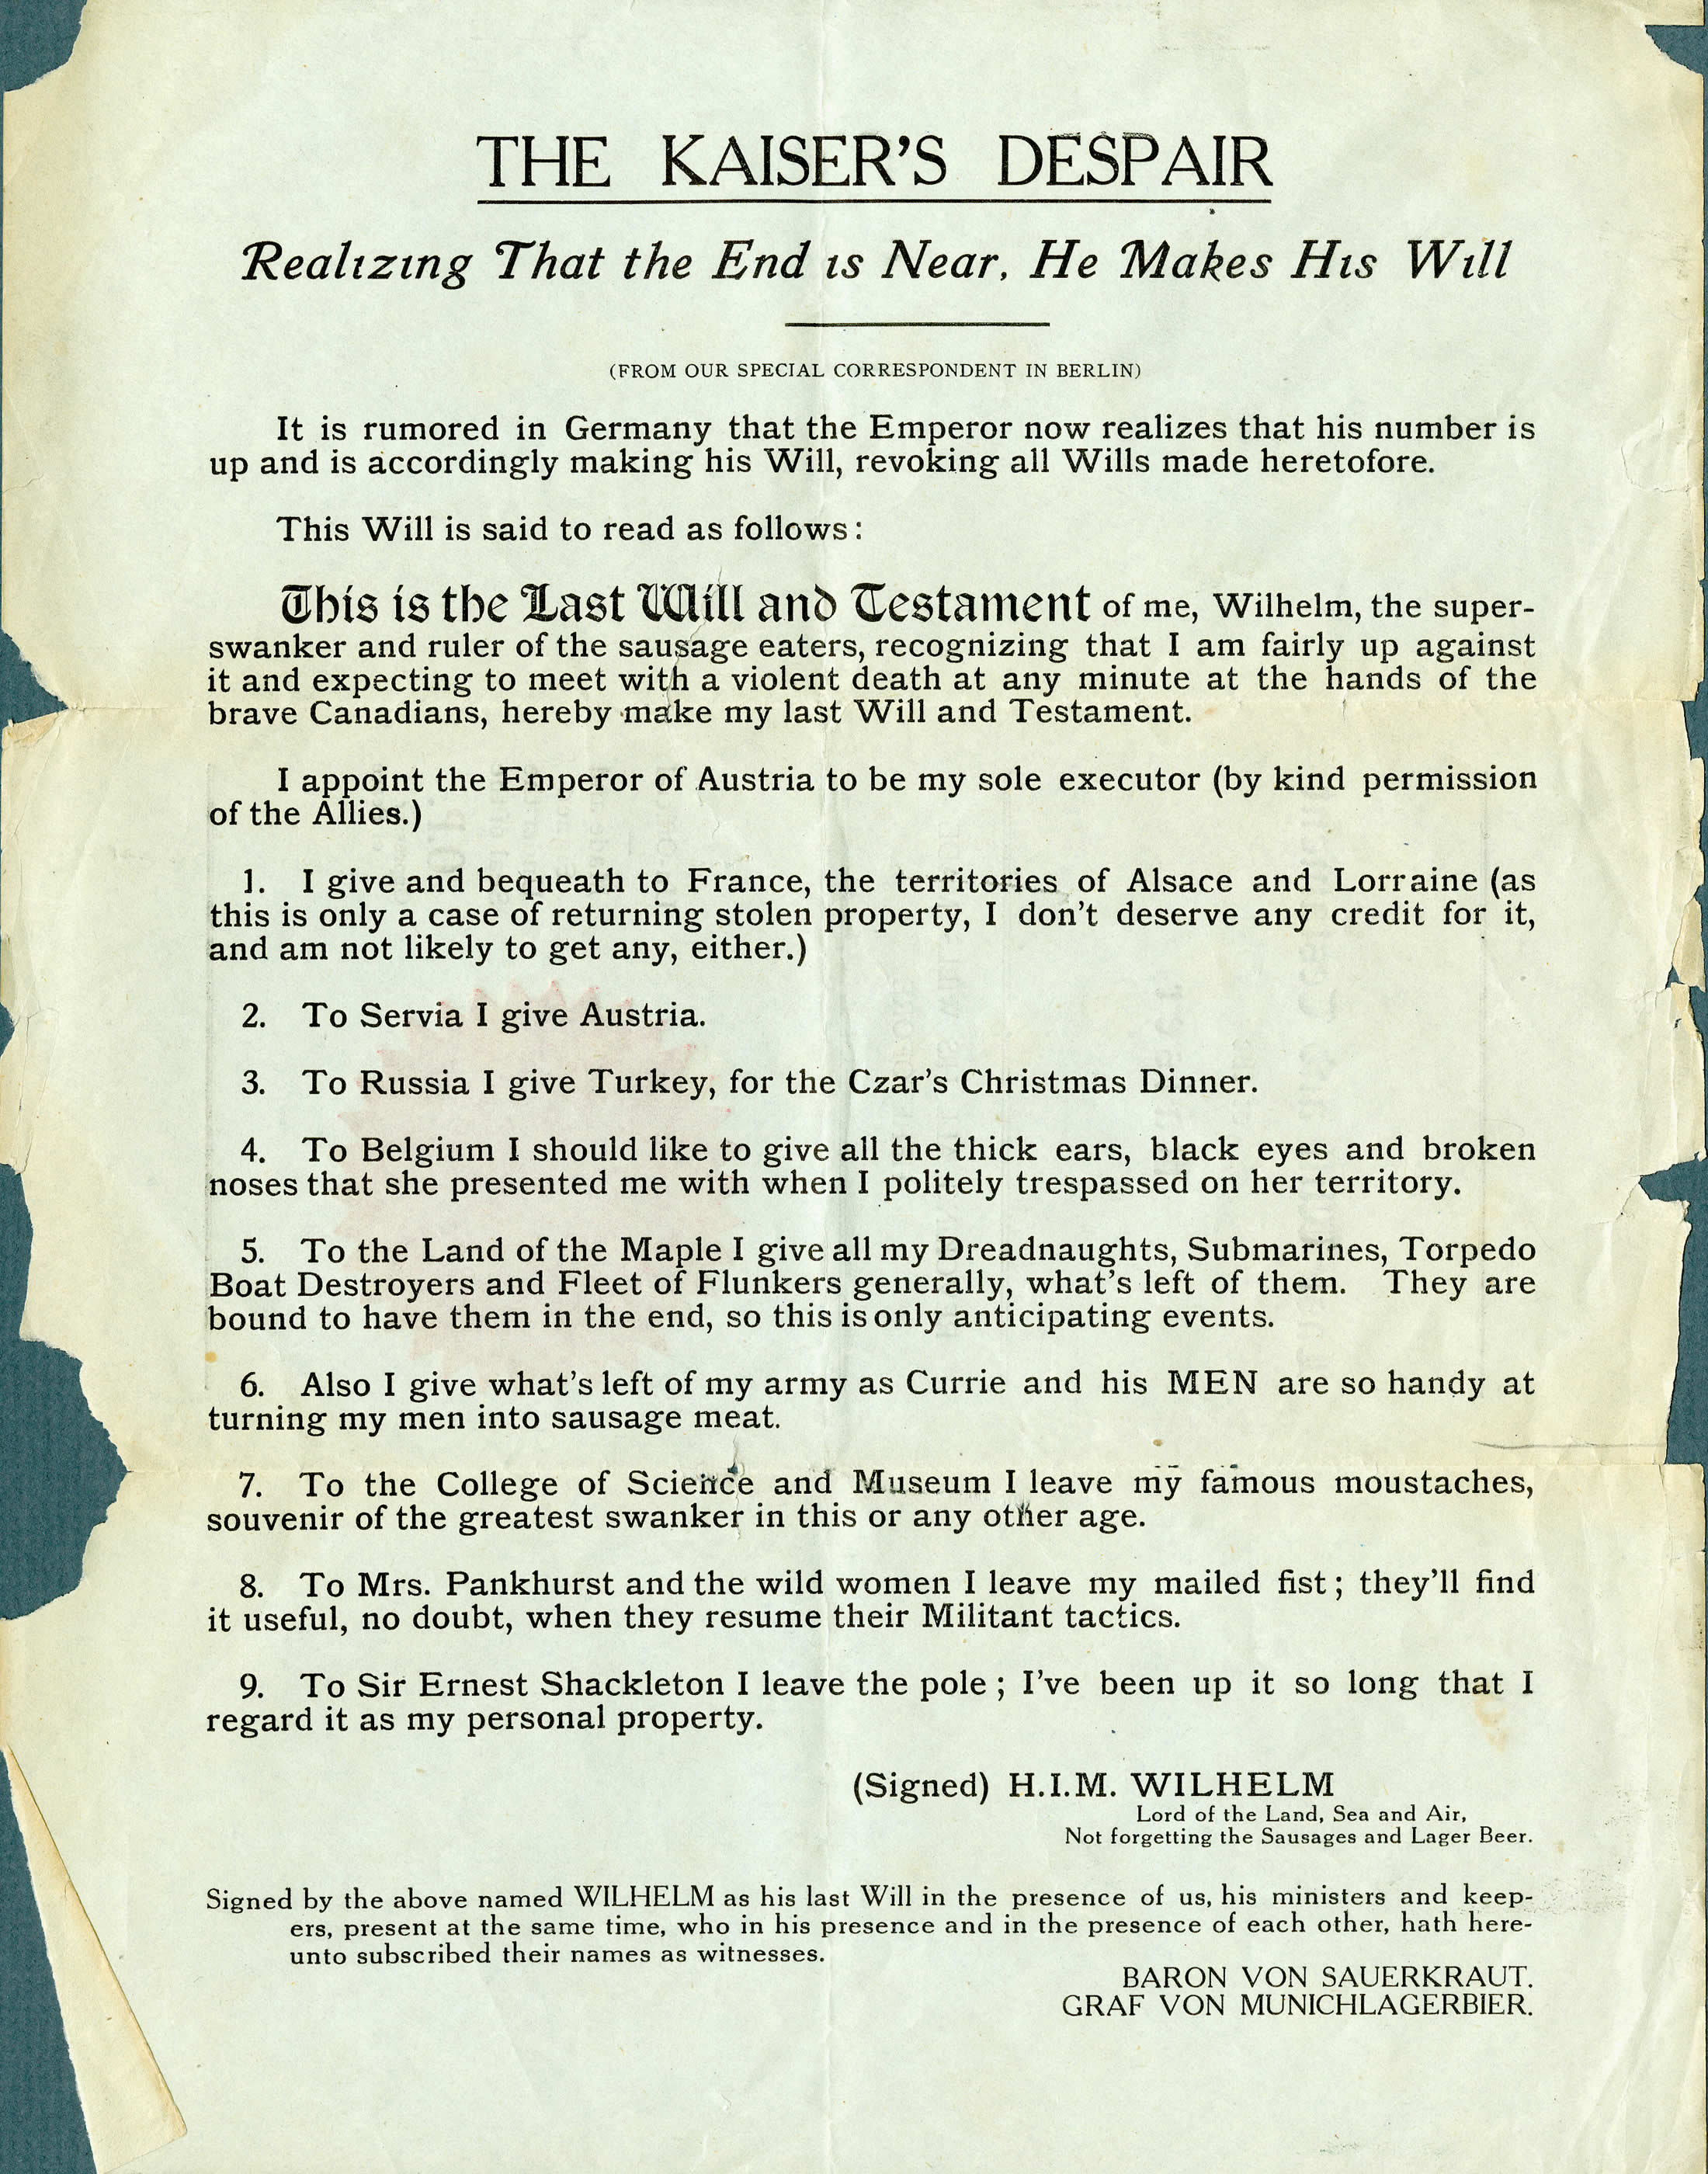 THE KAISER'S DESPAIR
Realizing That the End is Near, He Makes His Will
(FROM OUR SPECIAL CORRESPONDENT IN BERLIN)
It is rumored in Germany that the Emperor now realizes that his number is
up and is accordingly making his Will, revoking all Wills made heretofore.
This Will is said to read as follows:
This is the Last Will and Testament of me, Wilhelm, the super-
swanker and ruler of the sausage eaters, recognizing that I am fairly up against
it and expecting to meet with a violent death at any minute at the hands of the
brave Canadians, hereby make my last Will and Testament.
I appoint the Emperor of Austria to be my sole executor (by kind permission
of the Allies.)
1. I give and bequeath to France, the territories of Alsace and Lorraine (as
this is only a case of returning stolen property, I don't deserve any credit for it,
and am not likely to get any, either.)
2. To Servia I give Austria.
3. To Russia I give Turkey, for the Czar's Christmas Dinner.
4. To Belgium I should like to give all the thick ears, black eyes and broken
noses that she presented me with when I politely trespassed on her territory.
5. To the Land of the Maple I give all my Dreadnaughts, Submarines, Torpedo
Boat Destroyers and Fleet of Flunkers generally, what's left of them. They are
bound to have them in the end, so this is only anticipating events.
6. Also I give what's left of my army as Currie and his MEN are so handy at
turning my men into sausage meat.
7. To the College of Science and Museum I leave my famous moustaches,
souvenir of the greatest swanker in this or any other age.
8. To Mrs. Pankhurst and the wild women I leave my mailed fist; they'll find
it useful, no doubt, when they resume their Militant tactics.
9. To Sir Ernest Shackleton I leave the pole; I've been up it so long that I
regard it as my personal property.
(Signed) H.I.M. WILHELM
Lord of the Land, Sea and Air,
Not forgetting the Sausages and Lager Beer.
Signed by the above named WILHELM as his last Will in the presence of us, his ministers and keep-
ers, present at the same time, who in his presence and in the presence of each other, hath here-
unto subscribed their names as witnesses.
BARON VON SAUERKRAUT.
GRAF VON MUNICHLAGERBIER.